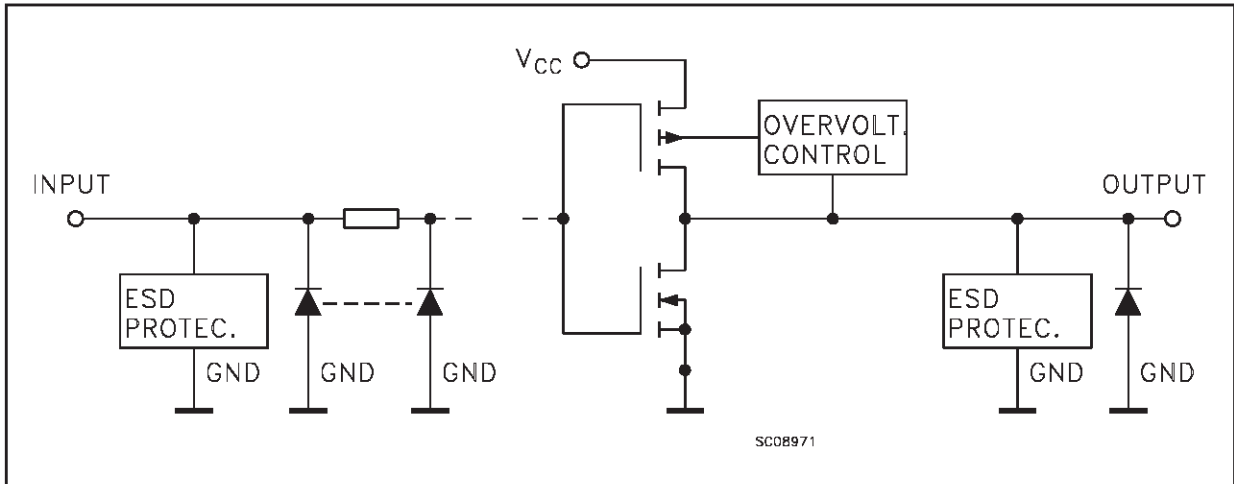 VCC
OVERVOLT.
CONTROL
INPUT
OUTPUT
ESD
PROTEC.
GND
GND
GND
ESD
PROTEC.
GND
GND
SC08971